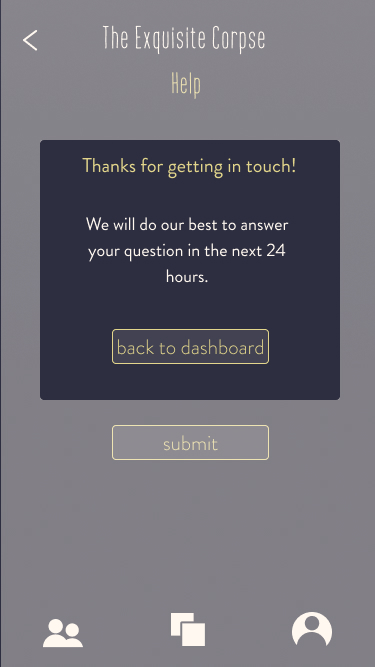 The Exquisite Corpse
Help
Thanks for getting in touch!
We will do our best to answer
your question in the next 24
hours.
back to dashboard
submit